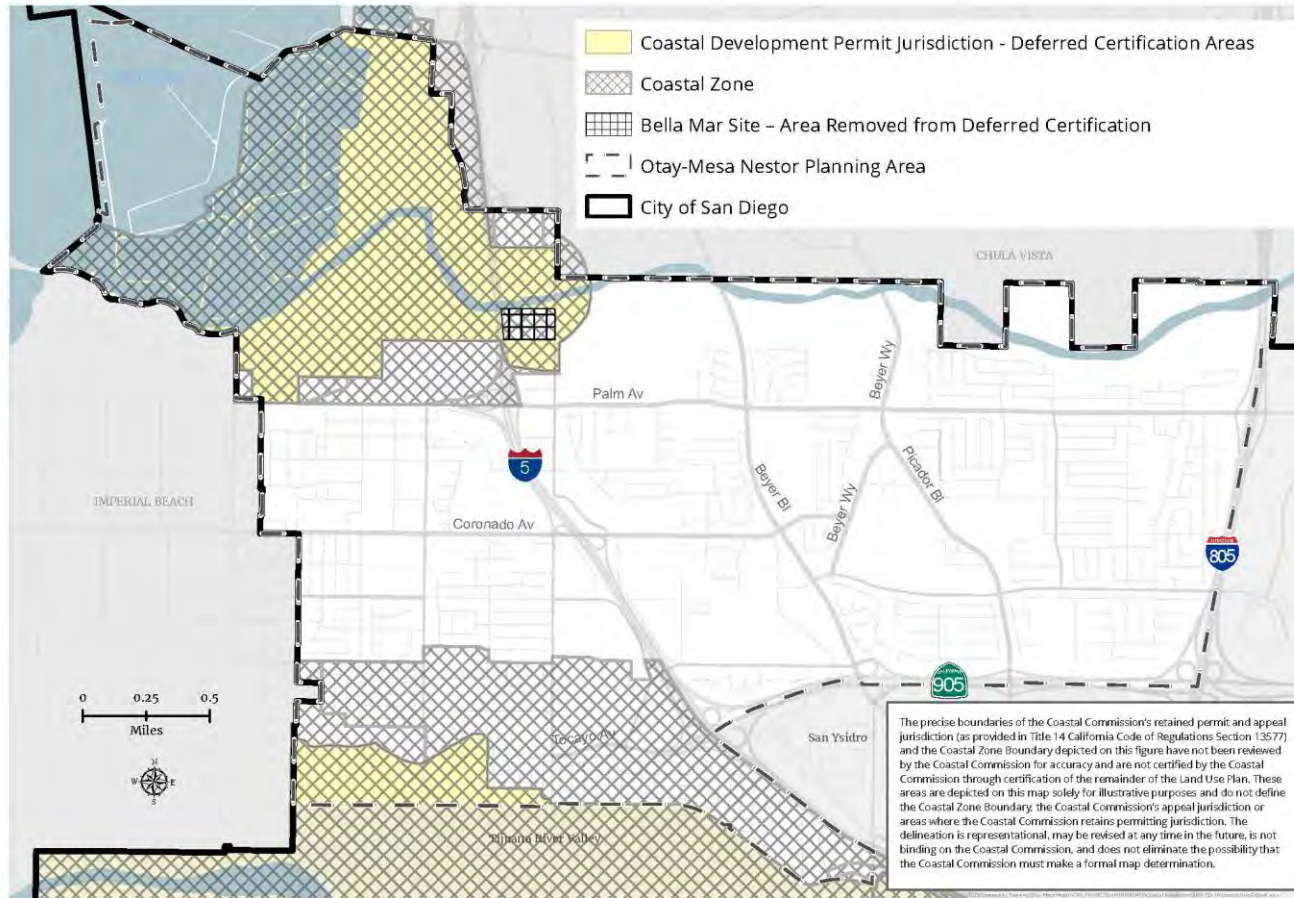 Coastal Development Permit Jurisdiction - Deferred Certification Areas
Coastal Zone
Bella Mar Site – Area Removed from Deferred Certification
Otay-Mesa Nestor Planning Area
City of San Diego
CHULA VISTA
Palm Av
Beyer Wy
5
Picador Bl
IMPERIAL BEACH
Beyer Bl
Beyer Wy
Coronado Av
805
0 0.25 0.5
Miles
905
N
W E
S
Tocayo Av
San Ysidro
Tijuana River Valley
The precise boundaries of the Coastal Commission's retained permit and appeal
jurisdiction (as provided in Title 14 California Code of Regulations Section 13577)
and the Coastal Zone Boundary depicted on this figure have not been reviewed
by the Coastal Commission for accuracy and are not certified by the Coastal
Commission through certification of the remainder of the Land Use Plan. These
areas are depicted on this map solely for illustrative purposes and do not define
the Coastal Zone Boundary, the Coastal Commission's appeal jurisdiction or
areas where the Coastal Commission retains permitting jurisdiction. The
delineation is representational, may be revised at any time in the future, is not
binding on the Coastal Commission, and does not eliminate the possibility that
the Coastal Commission must make a formal map determination.